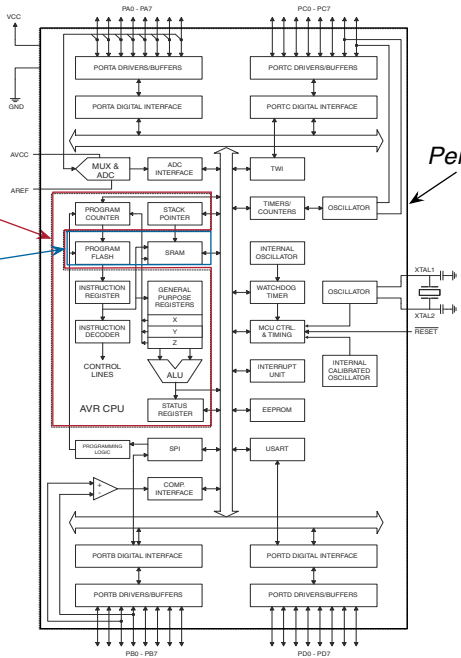 PA0 - PA7
PC0 - PC7
VCC
GND
PORTA DRIVERS/BUFFERS
PORTC DRIVERS/BUFFERS
PORTA DIGITAL INTERFACE
PORTC DIGITAL INTERFACE
AVCC
AREF
MUX &
ADC
ADC
INTERFACE
TWI
Per
PROGRAM
COUNTER
STACK
POINTER
TIMERS/
COUNTERS
OSCILLATOR
PROGRAM
FLASH
SRAM
INTERNAL
OSCILLATOR
INSTRUCTION
REGISTER
GENERAL
PURPOSE
REGISTERS
X
Y
Z
WATCHDOG
TIMER
OSCILLATOR
XTAL1
XTAL2
INSTRUCTION
DECODER
MCU CTRL.
& TIMING
RESET
CONTROL
LINES
ALU
INTERRUPT
UNIT
INTERNAL
CALIBRATED
OSCILLATOR
AVR CPU
STATUS
REGISTER
EEPROM
PROGRAMMING
LOGIC
SPI
USART
+
-
COMP.
INTERFACE
PORTB DIGITAL INTERFACE
PORTD DIGITAL INTERFACE
PORTB DRIVERS/BUFFERS
PORTD DRIVERS/BUFFERS
PB0 - PB7
PD0 - PD7